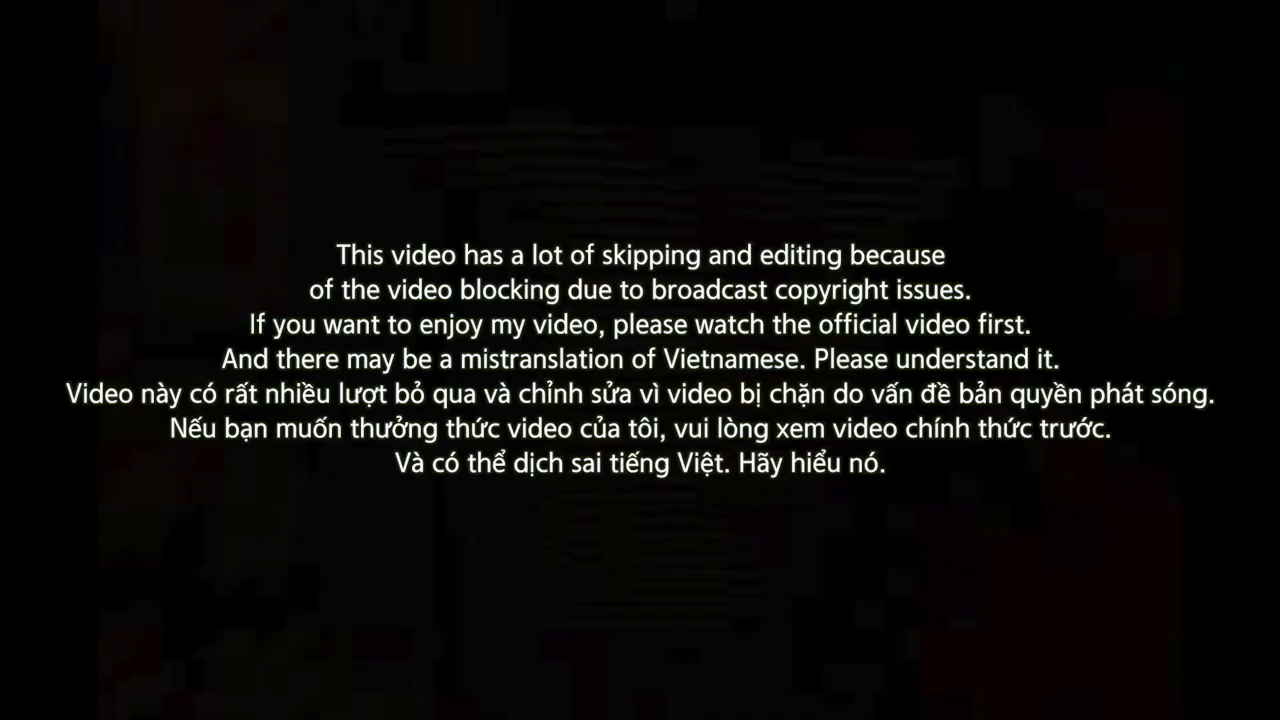 This video has a lot of skipping and editing because
of the video blocking due to broadcast copyright issues.
If you want to enjoy my video, please watch the official video first.
And there may be a mistranslation of Vietnamese. Please understand it.
Video này có rất nhiều lượt bỏ qua và chỉnh sửa vì video bị chặn do vấn đề bản quyền phát sóng.
Nếu bạn muốn thưởng thức video của tôi, vui lòng xem video chính thức trước.
Và có thể dịch sai tiếng Việt. Hãy hiểu nó.